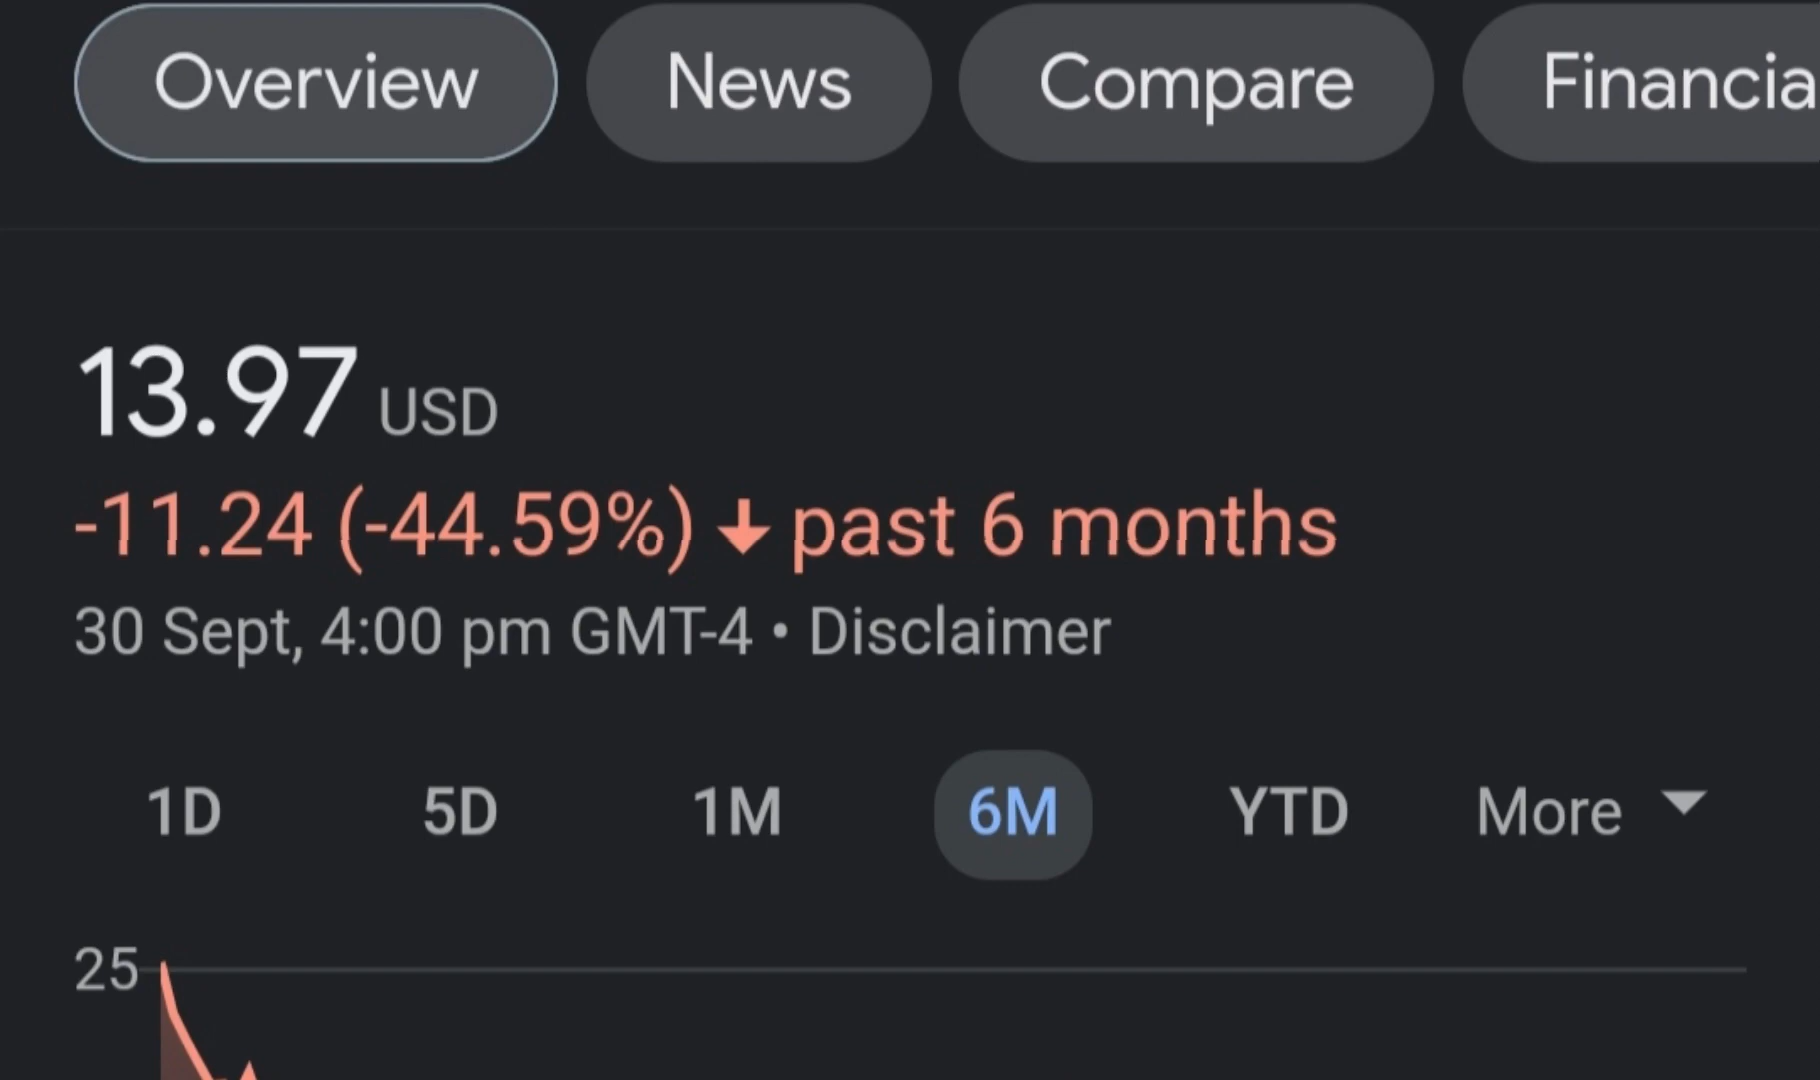 Overview News Compare Financia
13.97 USD
-11.24 (-44.59%) ↓ past 6 months
30 Sept, 4:00 pm GMT-4 • Disclaimer
1D 5D 1M 6M YTD More
25